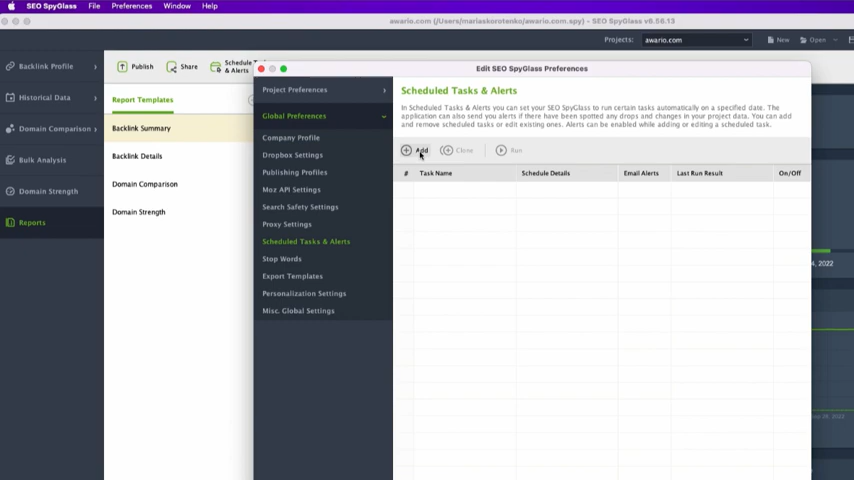 SEO SpyGlass File Preferences Window Help
awario.com (/Users/mariaskorotenko/awario.com.spy) - SEO SpyGlass v6.56.13
Projects: awario.com New Open
Backlink Profile
Historical Data
Domain Comparison
Bulk Analysis
Domain Strength
Reports
Publish Share Schedule Ta
& Alerts
Report Templates
Backlink Summary
Backlink Details
Domain Comparison
Domain Strength
Edit SEO SpyGlass Preferences
Project Preferences
Global Preferences
Company Profile
Dropbox Settings
Publishing Profiles
Moz API Settings
Search Safety Settings
Proxy Settings
Scheduled Tasks & Alerts
Stop Words
Export Templates
Personalization Settings
Misc. Global Settings
Scheduled Tasks & Alerts
In Scheduled Tasks & Alerts you can set your SEO SpyGlass to run certain tasks automatically on a specified date. The
application can also send you alerts if there have been spotted any drops and changes in your project data. You can add
and remove scheduled tasks or edit existing ones. Alerts can be enabled while adding or editing a scheduled task.
Add Clone Run
# Task Name Schedule Details Email Alerts Last Run Result On/Off
4, 2022